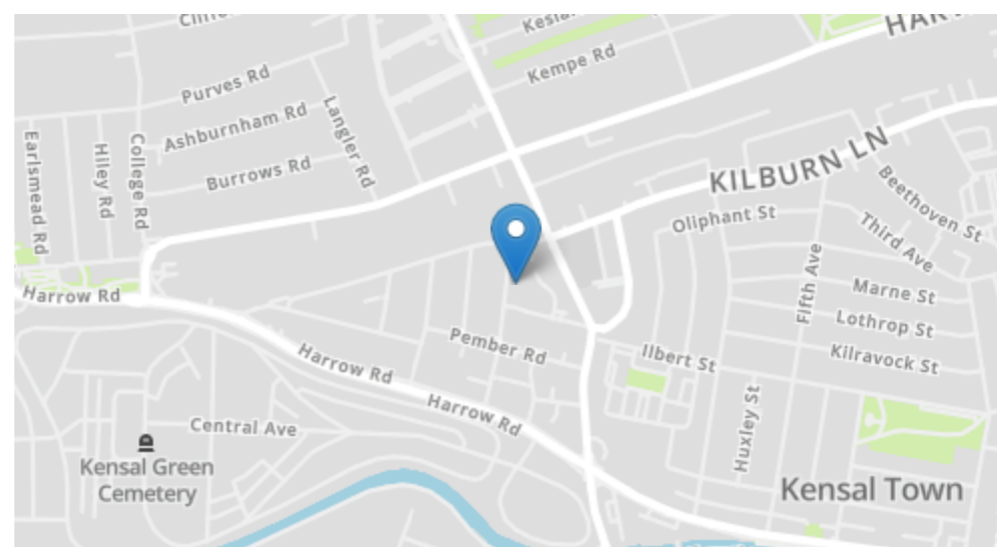 Kempe Rd
Purves Rd
Ashburnham Rd
Langler Rd
Burrows Rd
Earlsmead Rd
Hiley Rd
College Rd
KILBURN LN
Beethoven St
Oliphant St
Third Ave
Fifth Ave
Marne St
Harrow Rd
Lothrop St
Pember Rd
Ilbert St
Kilravock St
Harrow Rd
Harrow Rd
Huxley St
Central Ave
Kensal Green
Cemetery
Kensal Town